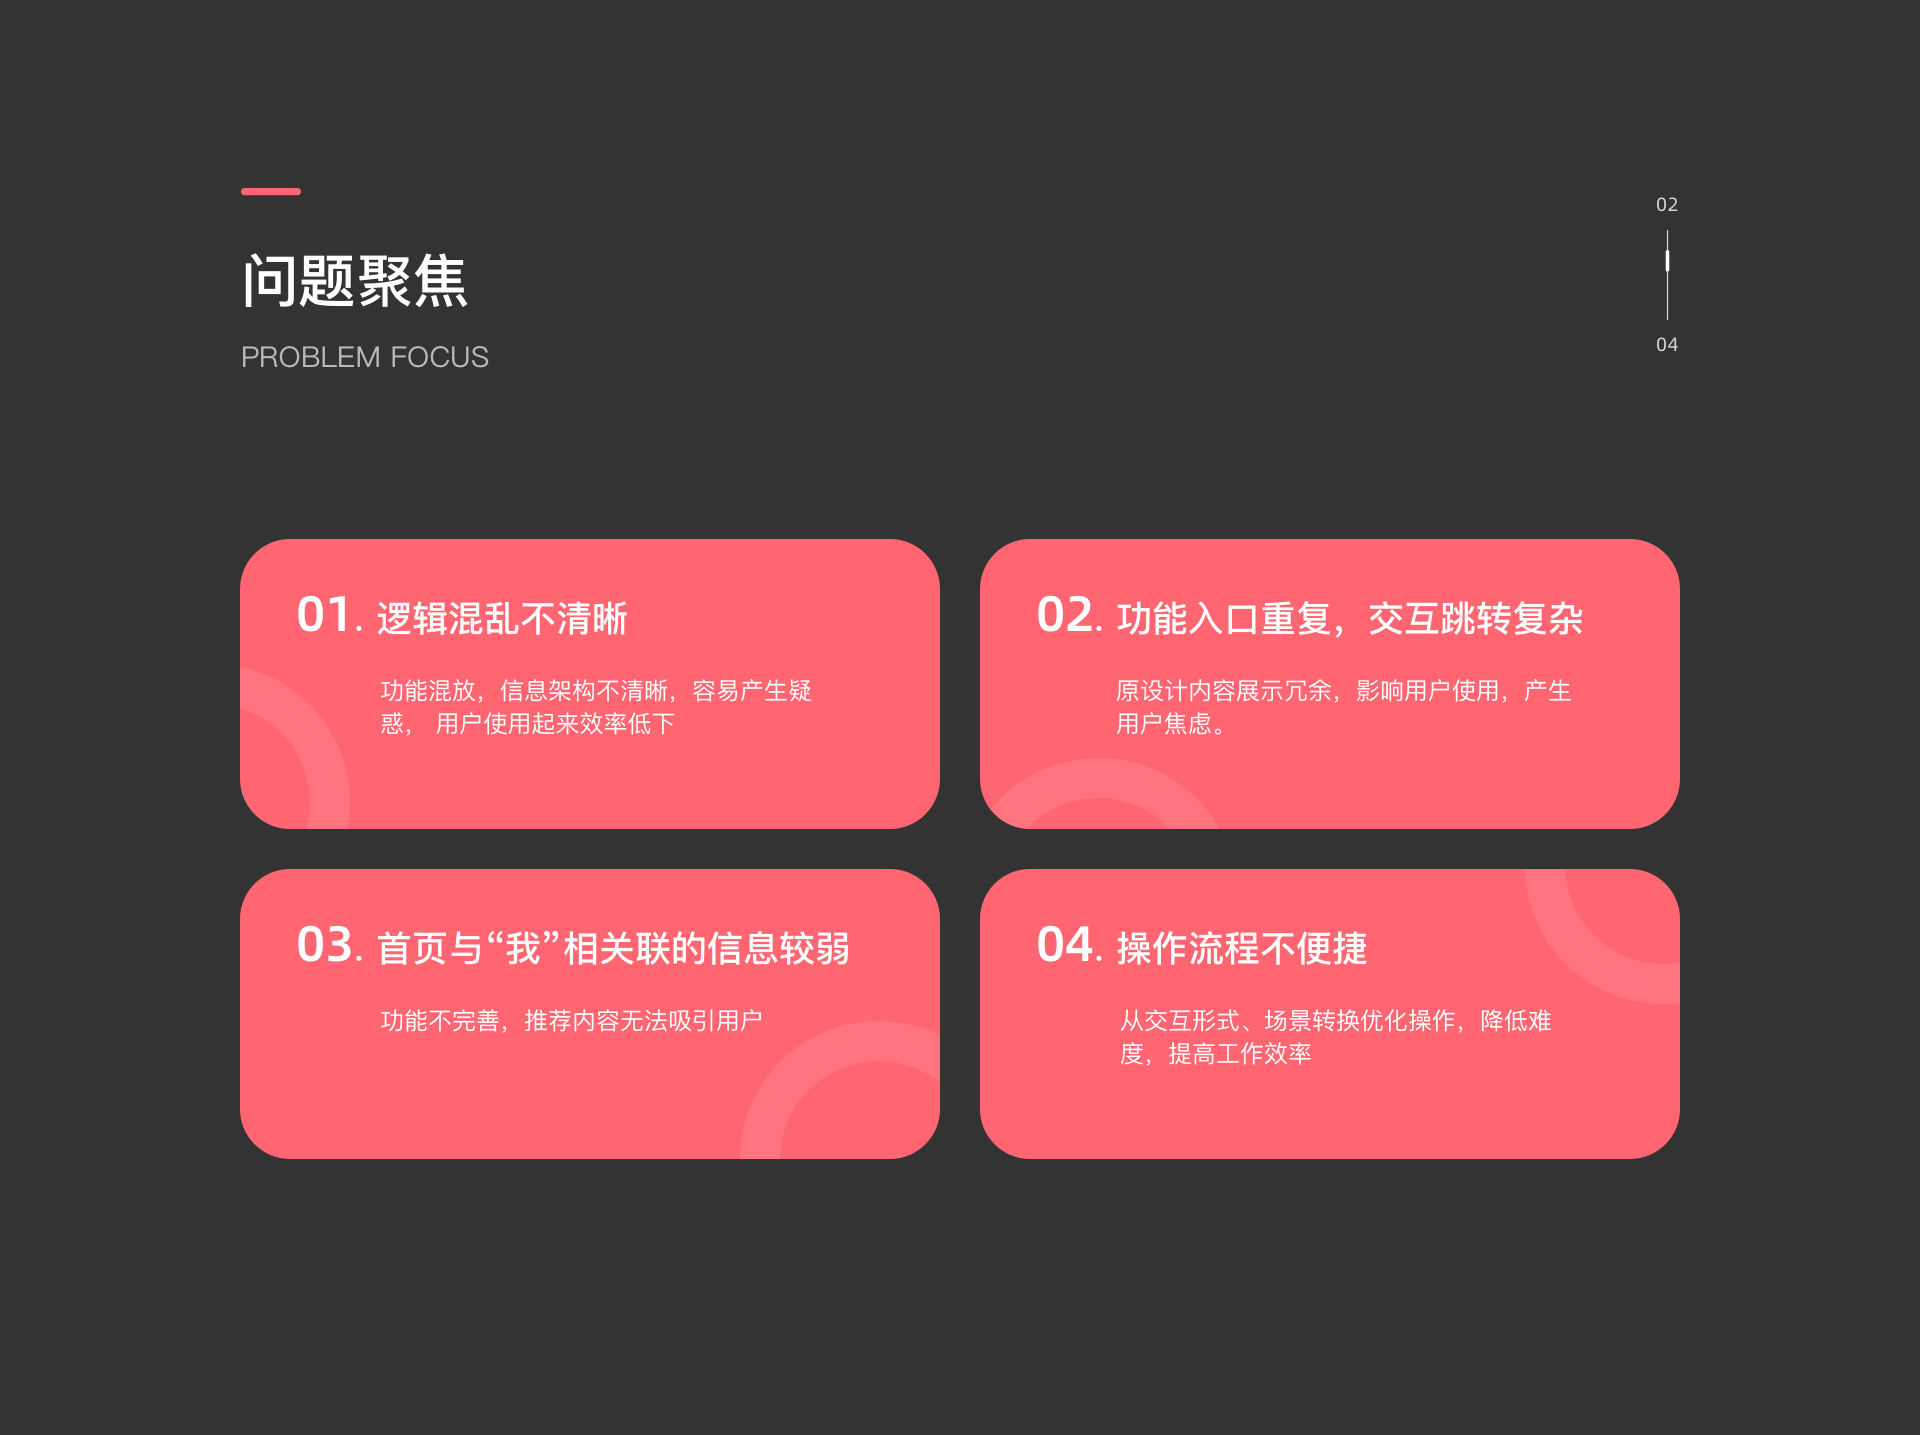 问题聚焦
PROBLEM FOCUS
02
04
01. 逻辑混乱不清晰
功能混放，信息架构不清晰，容易产生疑
惑， 用户使用起来效率低下
02. 功能入口重复，交互跳转复杂
原设计内容展示冗余，影响用户使用，产生
用户焦虑。
03. 首页与“我”相关联的信息较弱
功能不完善，推荐内容无法吸引用户
04. 操作流程不便捷
从交互形式、场景转换优化操作，降低难
度，提高工作效率